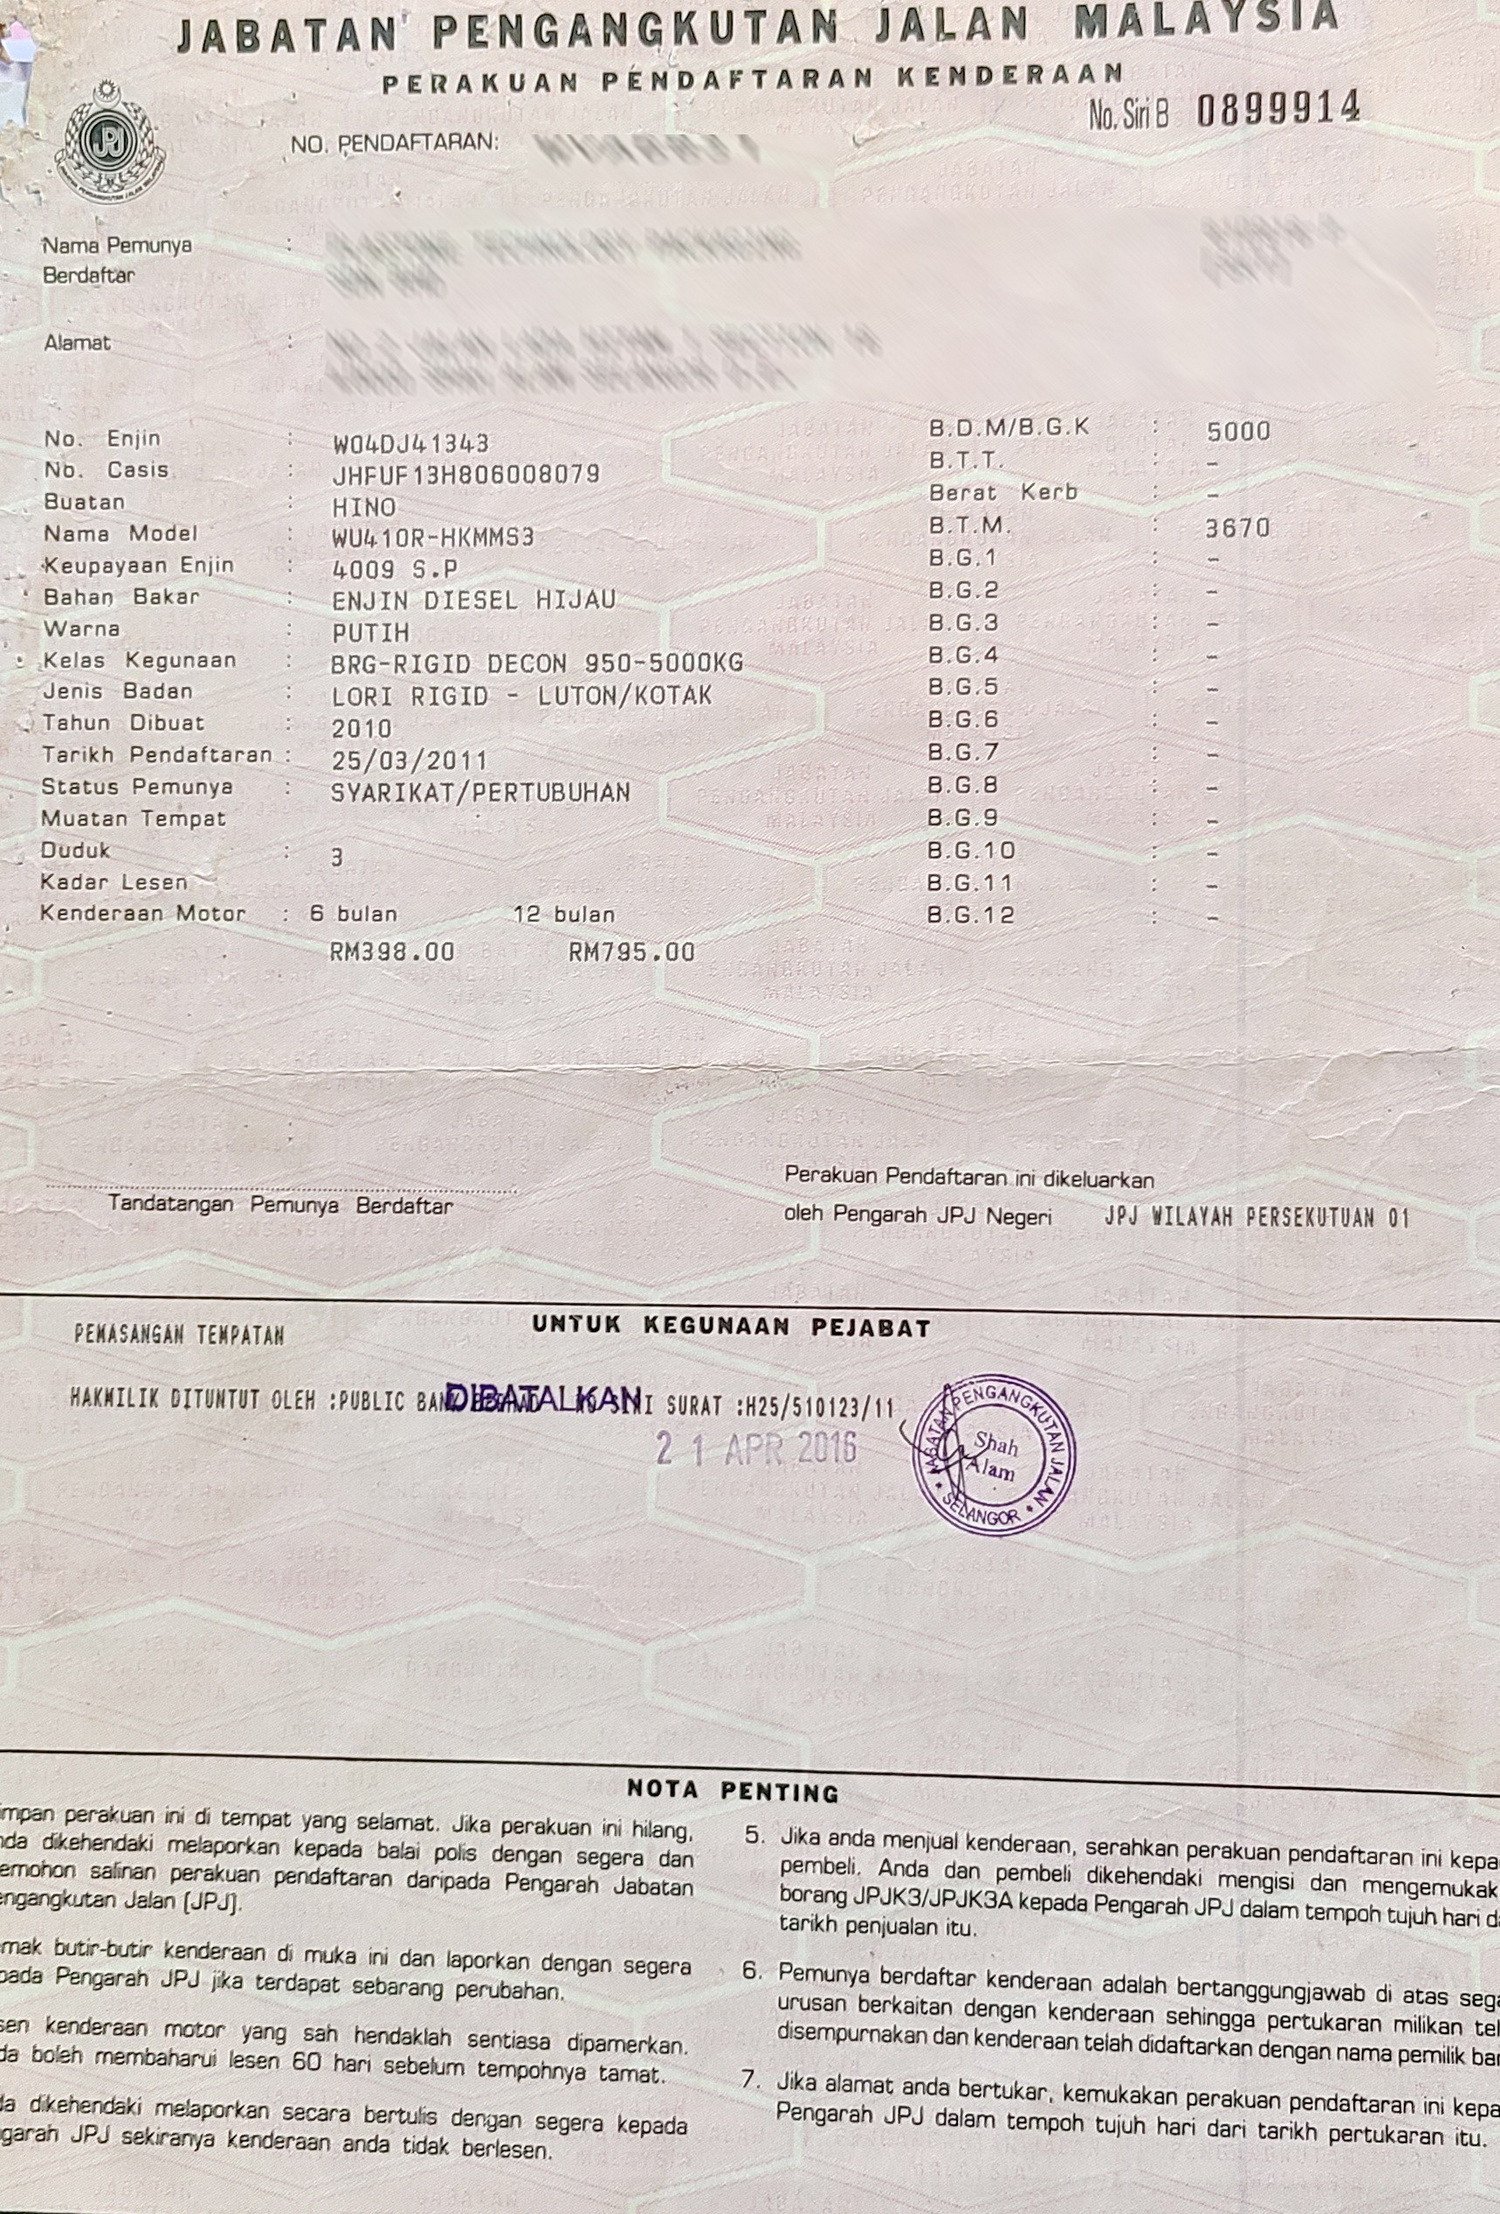 JABATAN PENGANGKUTAN JALAN MALAYSIA
PERAKUAN PENDAFTARAN KENDERAAN
No. Siri B 0899914
JPJ
NO. PENDAFTARAN:
Nama Pemunya :
Berdaftar
Alamat :
No. Enjin : W04DJ41343
No. Casis : JHFUF13H806008079
Buatan : HINO
Nama Model : WU410R-HKMMS3
Keupayaan Enjin : 4009 S.P
Bahan Bakar : ENJIN DIESEL HIJAU
Warna : PUTIH
Kelas Kegunaan : BRG-RIGID DECON 950-5000KG
Jenis Badan : LORI RIGID - LUTON/KOTAK
Tahun Dibuat : 2010
Tarikh Pendaftaran : 25/03/2011
Status Pemunya : SYARIKAT/PERTUBUHAN
Muatan Tempat
Duduk : 3
Kadar Lesen
Kenderaan Motor : 6 bulan 12 bulan
RM398.00 RM795.00
B.D.M/B.G.K : 5000
B.T.T. : -
Berat Kerb : -
B.T.M. : 3670
B.G.1 : -
B.G.2 : -
B.G.3 : -
B.G.4 : -
B.G.5 : -
B.G.6 : -
B.G.7 : -
B.G.8 : -
B.G.9 : -
B.G.10 : -
B.G.11 : -
B.G.12 : -
Tandatangan Pemunya Berdaftar
Perakuan Pendaftaran ini dikeluarkan
oleh Pengarah JPJ Negeri JPJ WILAYAH PERSEKUTUAN 01
UNTUK KEGUNAAN PEJABAT
PEMASANGAN TEMPATAN
HAKMILIK DITUNTUT OLEH :PUBLIC BANK SURAT :H25/510123/11
DIBATALKAN
21 APR 2016
JABATAN PENGANGKUTAN JALAN
Shah
Alam
* SELANGOR *
NOTA PENTING
impan perakuan ini di tempat yang selamat. Jika perakuan ini hilang,
nda dikehendaki melaporkan kepada balai polis dengan segera dan
emohon salinan perakuan pendaftaran daripada Pengarah Jabatan
engangkutan Jalan (JPJ).
mak butir-butir kenderaan di muka ini dan laporkan dengan segera
pada Pengarah JPJ jika terdapat sebarang perubahan.
sen kenderaan motor yang sah hendaklah sentiasa dipamerkan.
da boleh membaharui lesen 60 hari sebelum tempohnya tamat.
da dikehendaki melaporkan secara bertulis dengan segera kepada
garah JPJ sekiranya kenderaan anda tidak berlesen.
5. Jika anda menjual kenderaan, serahkan perakuan pendaftaran ini kepa
pembeli. Anda dan pembeli dikehendaki mengisi dan mengemukak
borang JPJK3/JPJK3A kepada Pengarah JPJ dalam tempoh tujuh hari da
tarikh penjualan itu.
6. Pemunya berdaftar kenderaan adalah bertanggungjawab di atas sega
urusan berkaitan dengan kenderaan sehingga pertukaran milikan tel
disempurnakan dan kenderaan telah didaftarkan dengan nama pemilik bar
7. Jika alamat anda bertukar, kemukakan perakuan pendaftaran ini kepa
Pengarah JPJ dalam tempoh tujuh hari dari tarikh pertukaran itu.